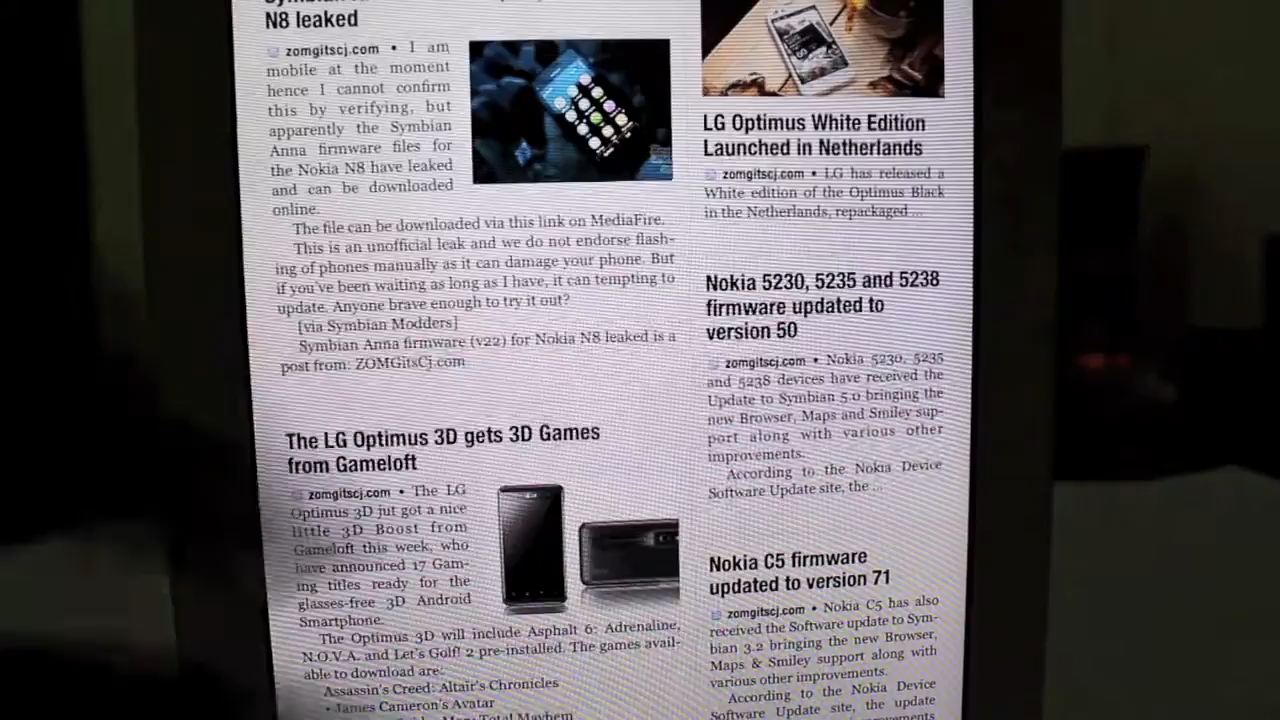 N8 leaked
zomgitscj.com • I am
mobile at the moment
hence I cannot confirm
this by verifying, but
apparently the Symbian
Anna firmware files for
the Nokia N8 have leaked
and can be downloaded
online.
The file can be downloaded via this link on MediaFire.
This is an unofficial leak and we do not endorse flash-
ing of phones manually as it can damage your phone. But
if you've been waiting as long as I have, it can tempting to
update. Anyone brave enough to try it out?
[via Symbian Modders]
Symbian Anna firmware (v22) for Nokia N8 leaked is a
post from: ZOMGitsCj.com
The LG Optimus 3D gets 3D Games
from Gameloft
zomgitscj.com • The LG
Optimus 3D jut got a nice
little 3D Boost from
Gameloft this week, who
have announced 17 Gam-
ing titles ready for the
glasses-free 3D Android
Smartphone.
The Optimus 3D will include Asphalt 6: Adrenaline,
N.O.V.A. and Let's Golf! 2 pre-installed. The games avail-
able to download are:
Assassin's Creed: Altair's Chronicles
• James Cameron's Avatar
Total Mayhem
LG Optimus White Edition
Launched in Netherlands
zomgitscj.com • LG has released a
White edition of the Optimus Black
in the Netherlands, repackaged ...
Nokia 5230, 5235 and 5238
firmware updated to
version 50
zomgitscj.com • Nokia 5230, 5235
and 5238 devices have received the
Update to Symbian 5.0 bringing the
new Browser, Maps and Smiley sup-
port along with various other
improvements.
According to the Nokia Device
Software Update site, the ...
Nokia C5 firmware
updated to version 71
zomgitscj.com • Nokia C5 has also
received the Software update to Sym-
bian 3.2 bringing the new Browser,
Maps & Smiley support along with
various other improvements.
According to the Nokia Device
Software Update site, the update